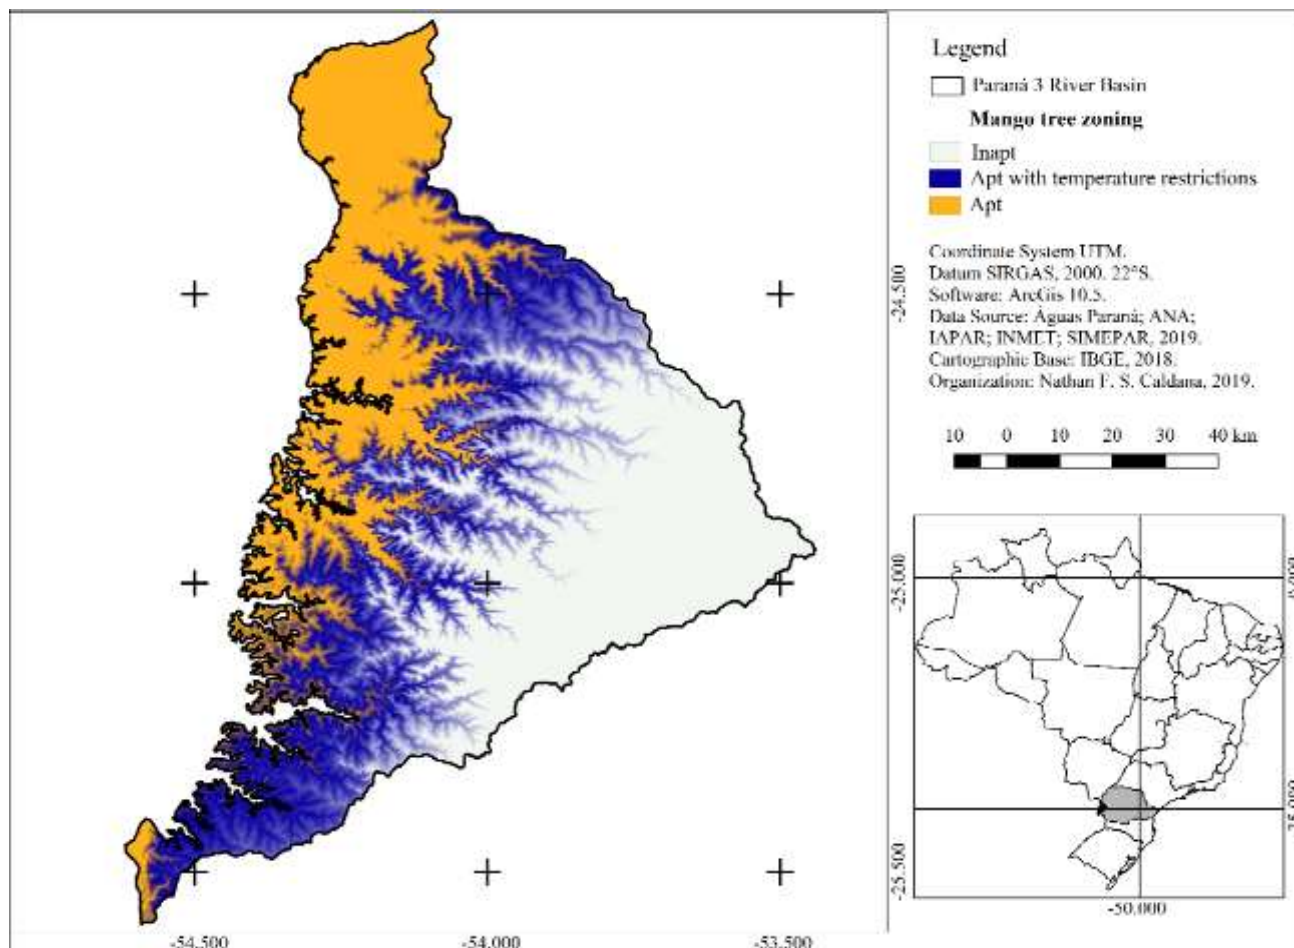 Legend
Paraná 3 River Basin
Mango tree zoning
Inapt
Apt with temperature restrictions
Apt
Coordinate System UTM.
Datum SIRGAS, 2000. 22°S.
Software: ArcGis 10.5.
Data Source: Águas Paraná; ANA;
IAPAR; INMET; SIMEPAR, 2019.
Cartographic Base: IBGE, 2018.
Organization: Nathan F. S. Caldana, 2019.
10 0 10 20 30 40 km
-24.500
-25.000
-25.500
-54.500 -54.000 -53.500
-50.000